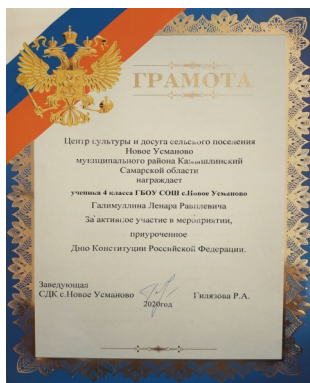 ГРАМОТА
Центр культуры и досуга сельского поселения
Новое Усманово
муниципального района Камышлинский
Самарской области
награждает
ученика 4 класса ГБОУ СОШ с.Новое Усманово
Галимуллина Ленара Равилевича
За активное участие в мероприятии,
приуроченное
Дню Конституции Российской Федерации.
Заведующая
СДК с.Новое Усманово
2020год
Гилязова Р.А.